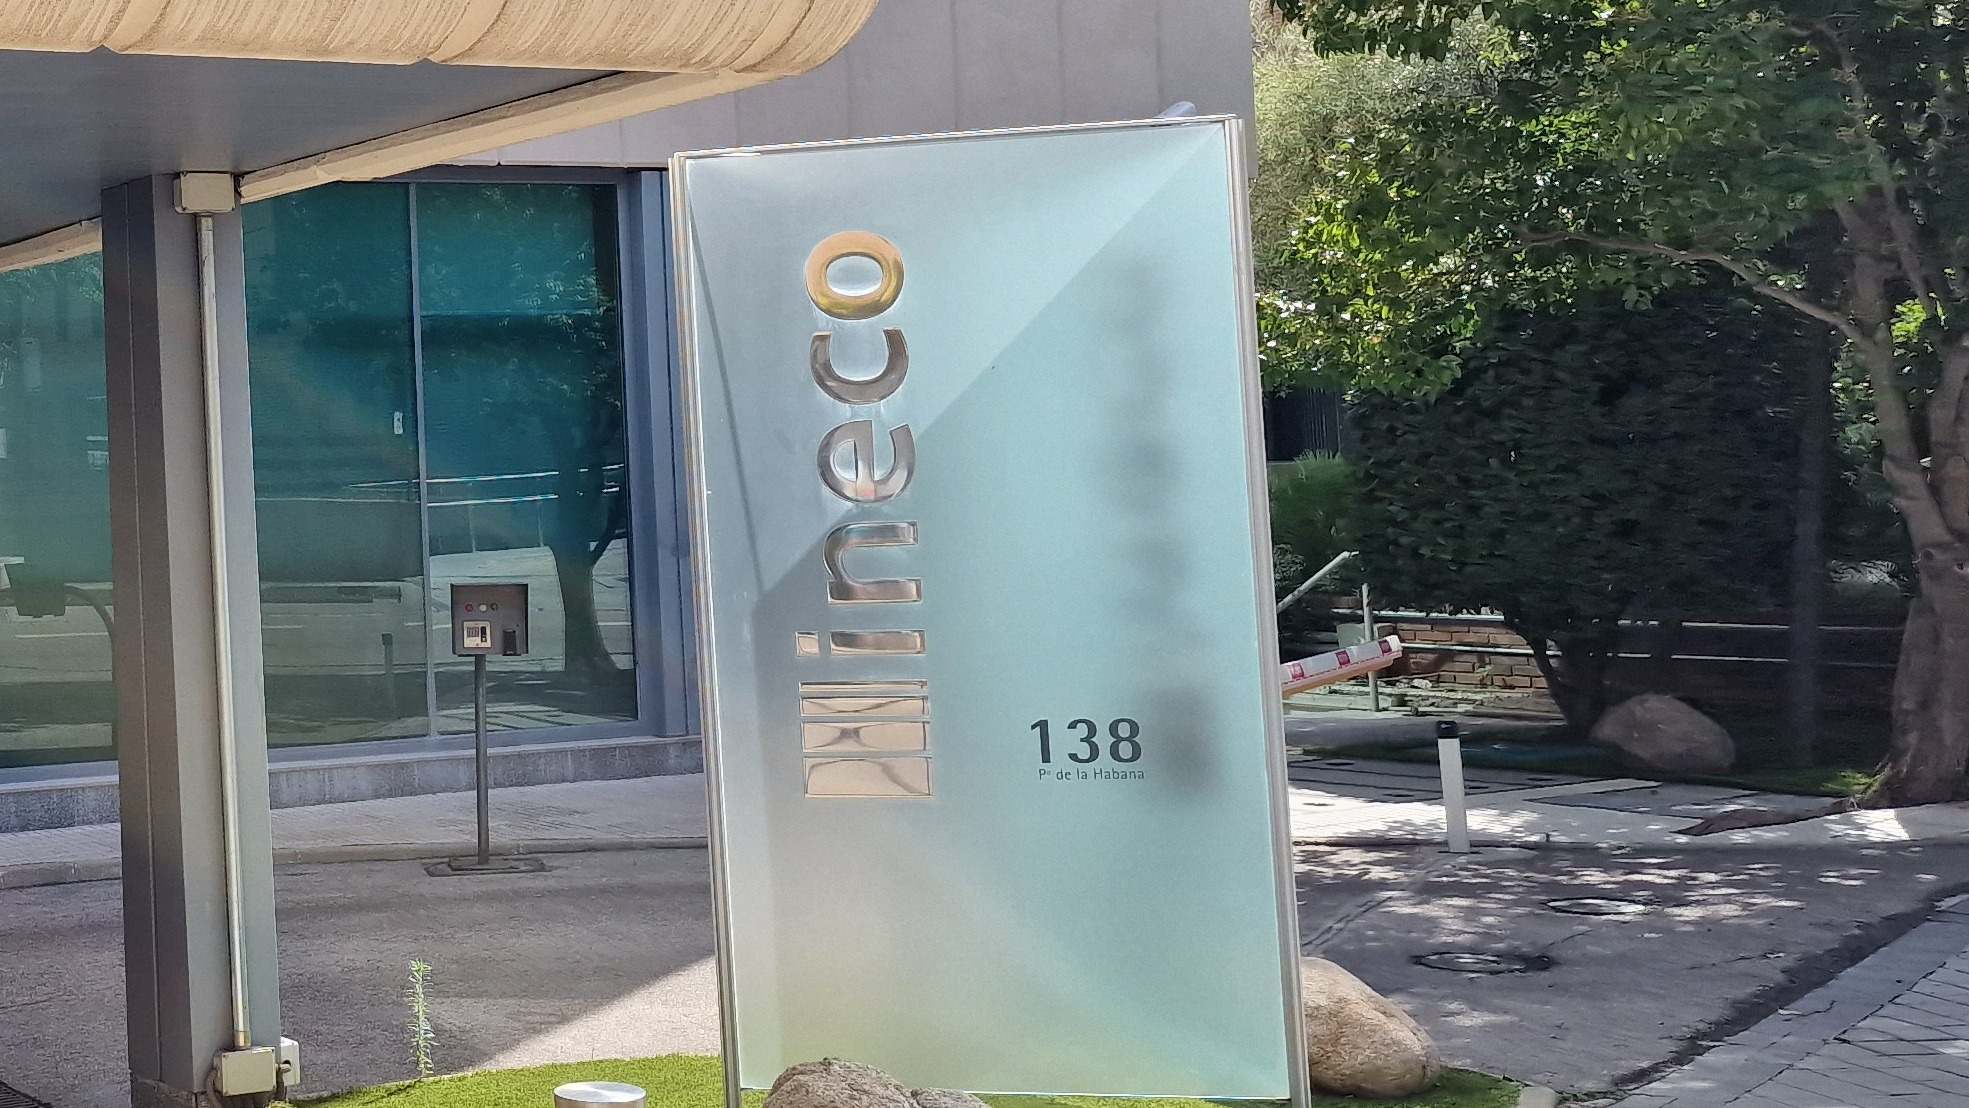 ineco
138
Pº de la Habana